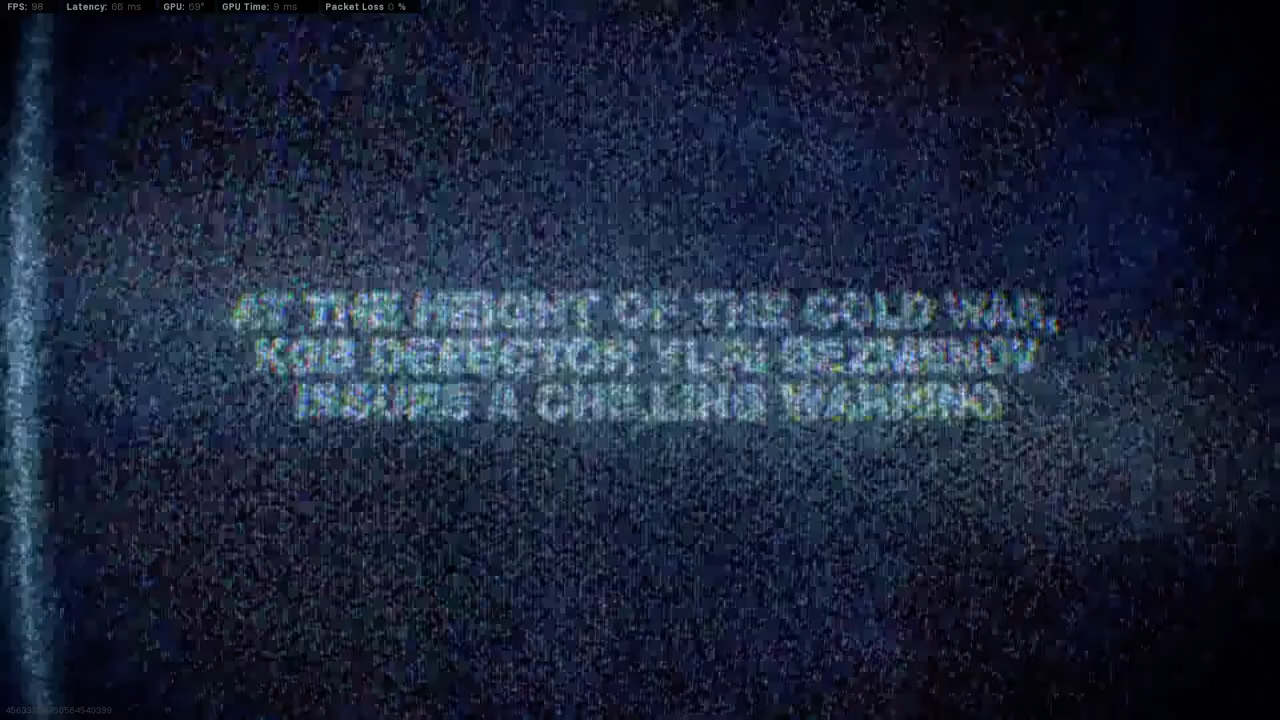 FPS: 98 Latency: 66 ms GPU: 69° GPU Time: 9 ms Packet Loss 0 %
AT THE HEIGHT OF THE COLD WAR,
KGB DEFECTOR YURI BEZMENOV
ISSUED A CHILLING WARNING